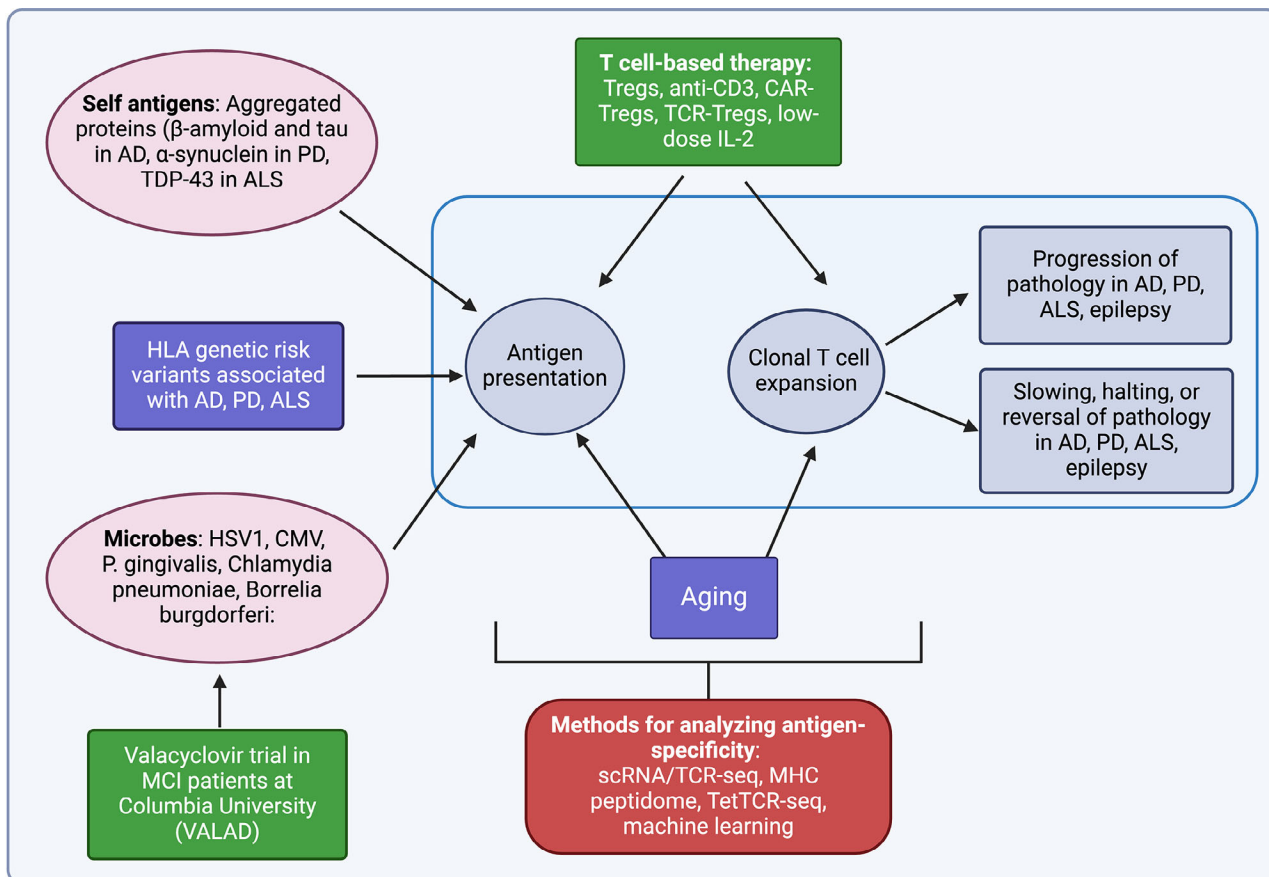 Self antigens: Aggregated
proteins (β-amyloid and tau
in AD, α-synuclein in PD,
TDP-43 in ALS
T cell-based therapy:
Tregs, anti-CD3, CAR-
Tregs, TCR-Tregs, low-
dose IL-2
HLA genetic risk
variants associated
with AD, PD, ALS
Antigen
presentation
Clonal T cell
expansion
Progression of
pathology in AD, PD,
ALS, epilepsy
Slowing, halting, or
reversal of pathology
in AD, PD, ALS,
epilepsy
Microbes: HSV1, CMV,
P. gingivalis, Chlamydia
pneumoniae, Borrelia
burgdorferi:
Aging
Valacyclovir trial in
MCI patients at
Columbia University
(VALAD)
Methods for analyzing antigen-
specificity:
scRNA/TCR-seq, MHC
peptidome, TetTCR-seq,
machine learning